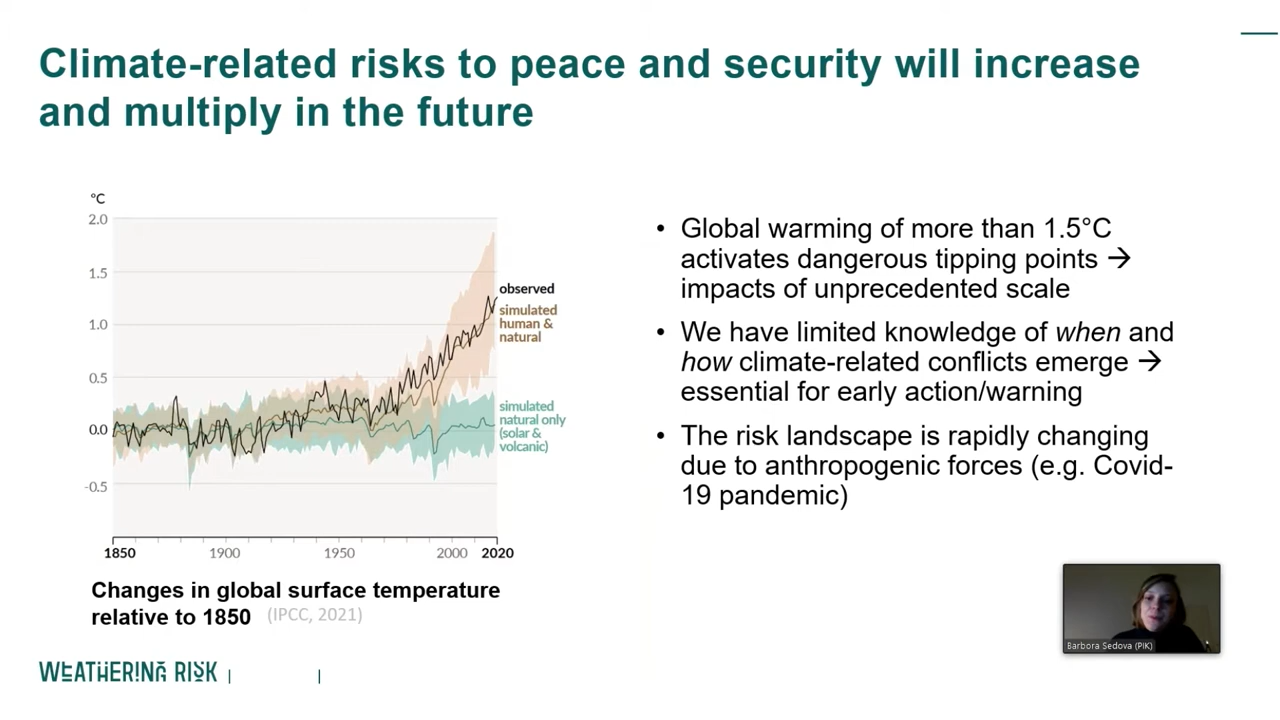 Climate-related risks to peace and security will increase
and multiply in the future
°C
2.0
1.5
1.0
0.5
0.0
-0.5
observed
simulated
human &
natural
simulated
natural only
(solar &
volcanic)
1850
1900
1950
2000
2020
Changes in global surface temperature
relative to 1850 (IPCC, 2021)
• Global warming of more than 1.5°C
activates dangerous tipping points →
impacts of unprecedented scale
• We have limited knowledge of when and
how climate-related conflicts emerge →
essential for early action/warning
• The risk landscape is rapidly changing
due to anthropogenic forces (e.g. Covid-
19 pandemic)
Barbora Sedova (PIK)
WEATHERING RISK